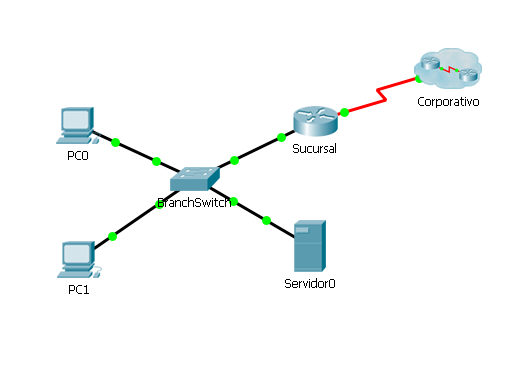 Corporativo
Sucursal
PC0
BranchSwitch
PC1
Servidor0